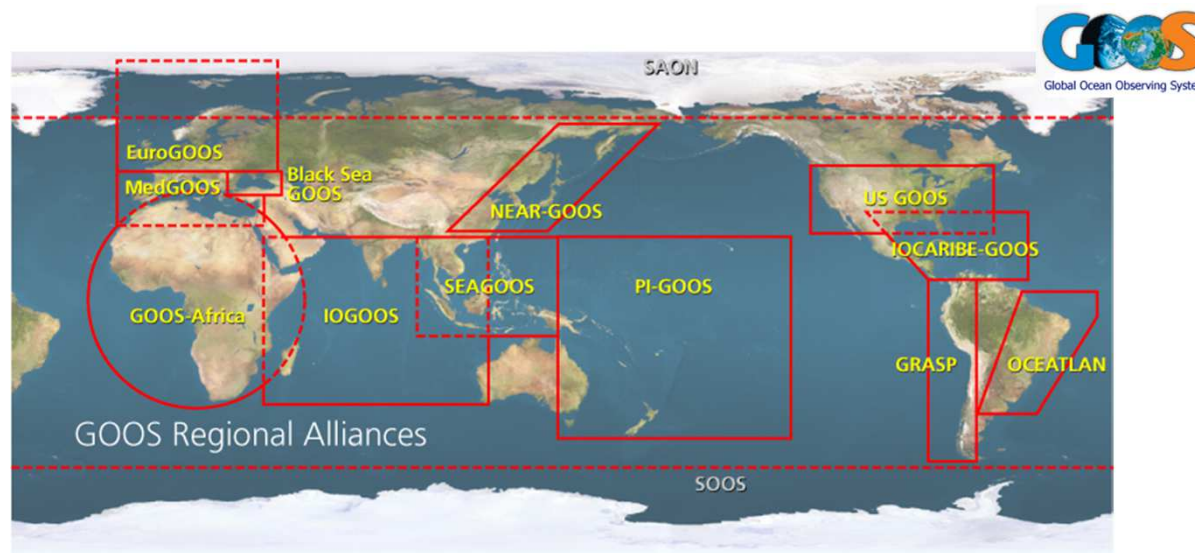 GOOS
Global Ocean Observing Syste
SAON
EuroGOOS
MedGOOS
Black Sea
GOOS
NEAR-GOOS
US GOOS
IOCARIBE-GOOS
GOOS-Africa
IOGOOS
SEAGOOS
PI-GOOS
GRASP
OCEATLAN
GOOS Regional Alliances
SOOS